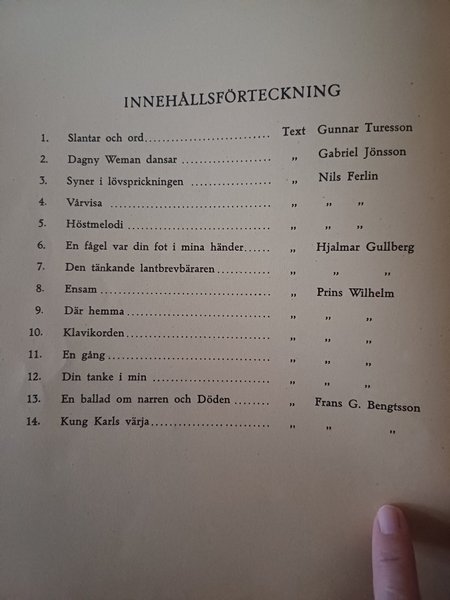 INNEHÅLLSFÖRTECKNING
1. Slantar och ord.............................. Text Gunnar Turesson
2. Dagny Weman dansar ...................... „ Gabriel Jönsson
3. Syner i lövsprickningen .................... „ Nils Ferlin
4. Vårvisa ........................................ „ „ „
5. Höstmelodi .................................... „ „ „
6. En fågel var din fot i mina händer...... „ Hjalmar Gullberg
7. Den tänkande lantbrevbäraren............ „ „ „
8. Ensam .......................................... „ Prins Wilhelm
9. Där hemma .................................... „ „ „
10. Klavikorden .................................. „ „ „
11. En gång ........................................ „ „ „
12. Din tanke i min .............................. „ „ „
13. En ballad om narren och Döden .......... „ Frans G. Bengtsson
14. Kung Karls värja .............................. „ „ „